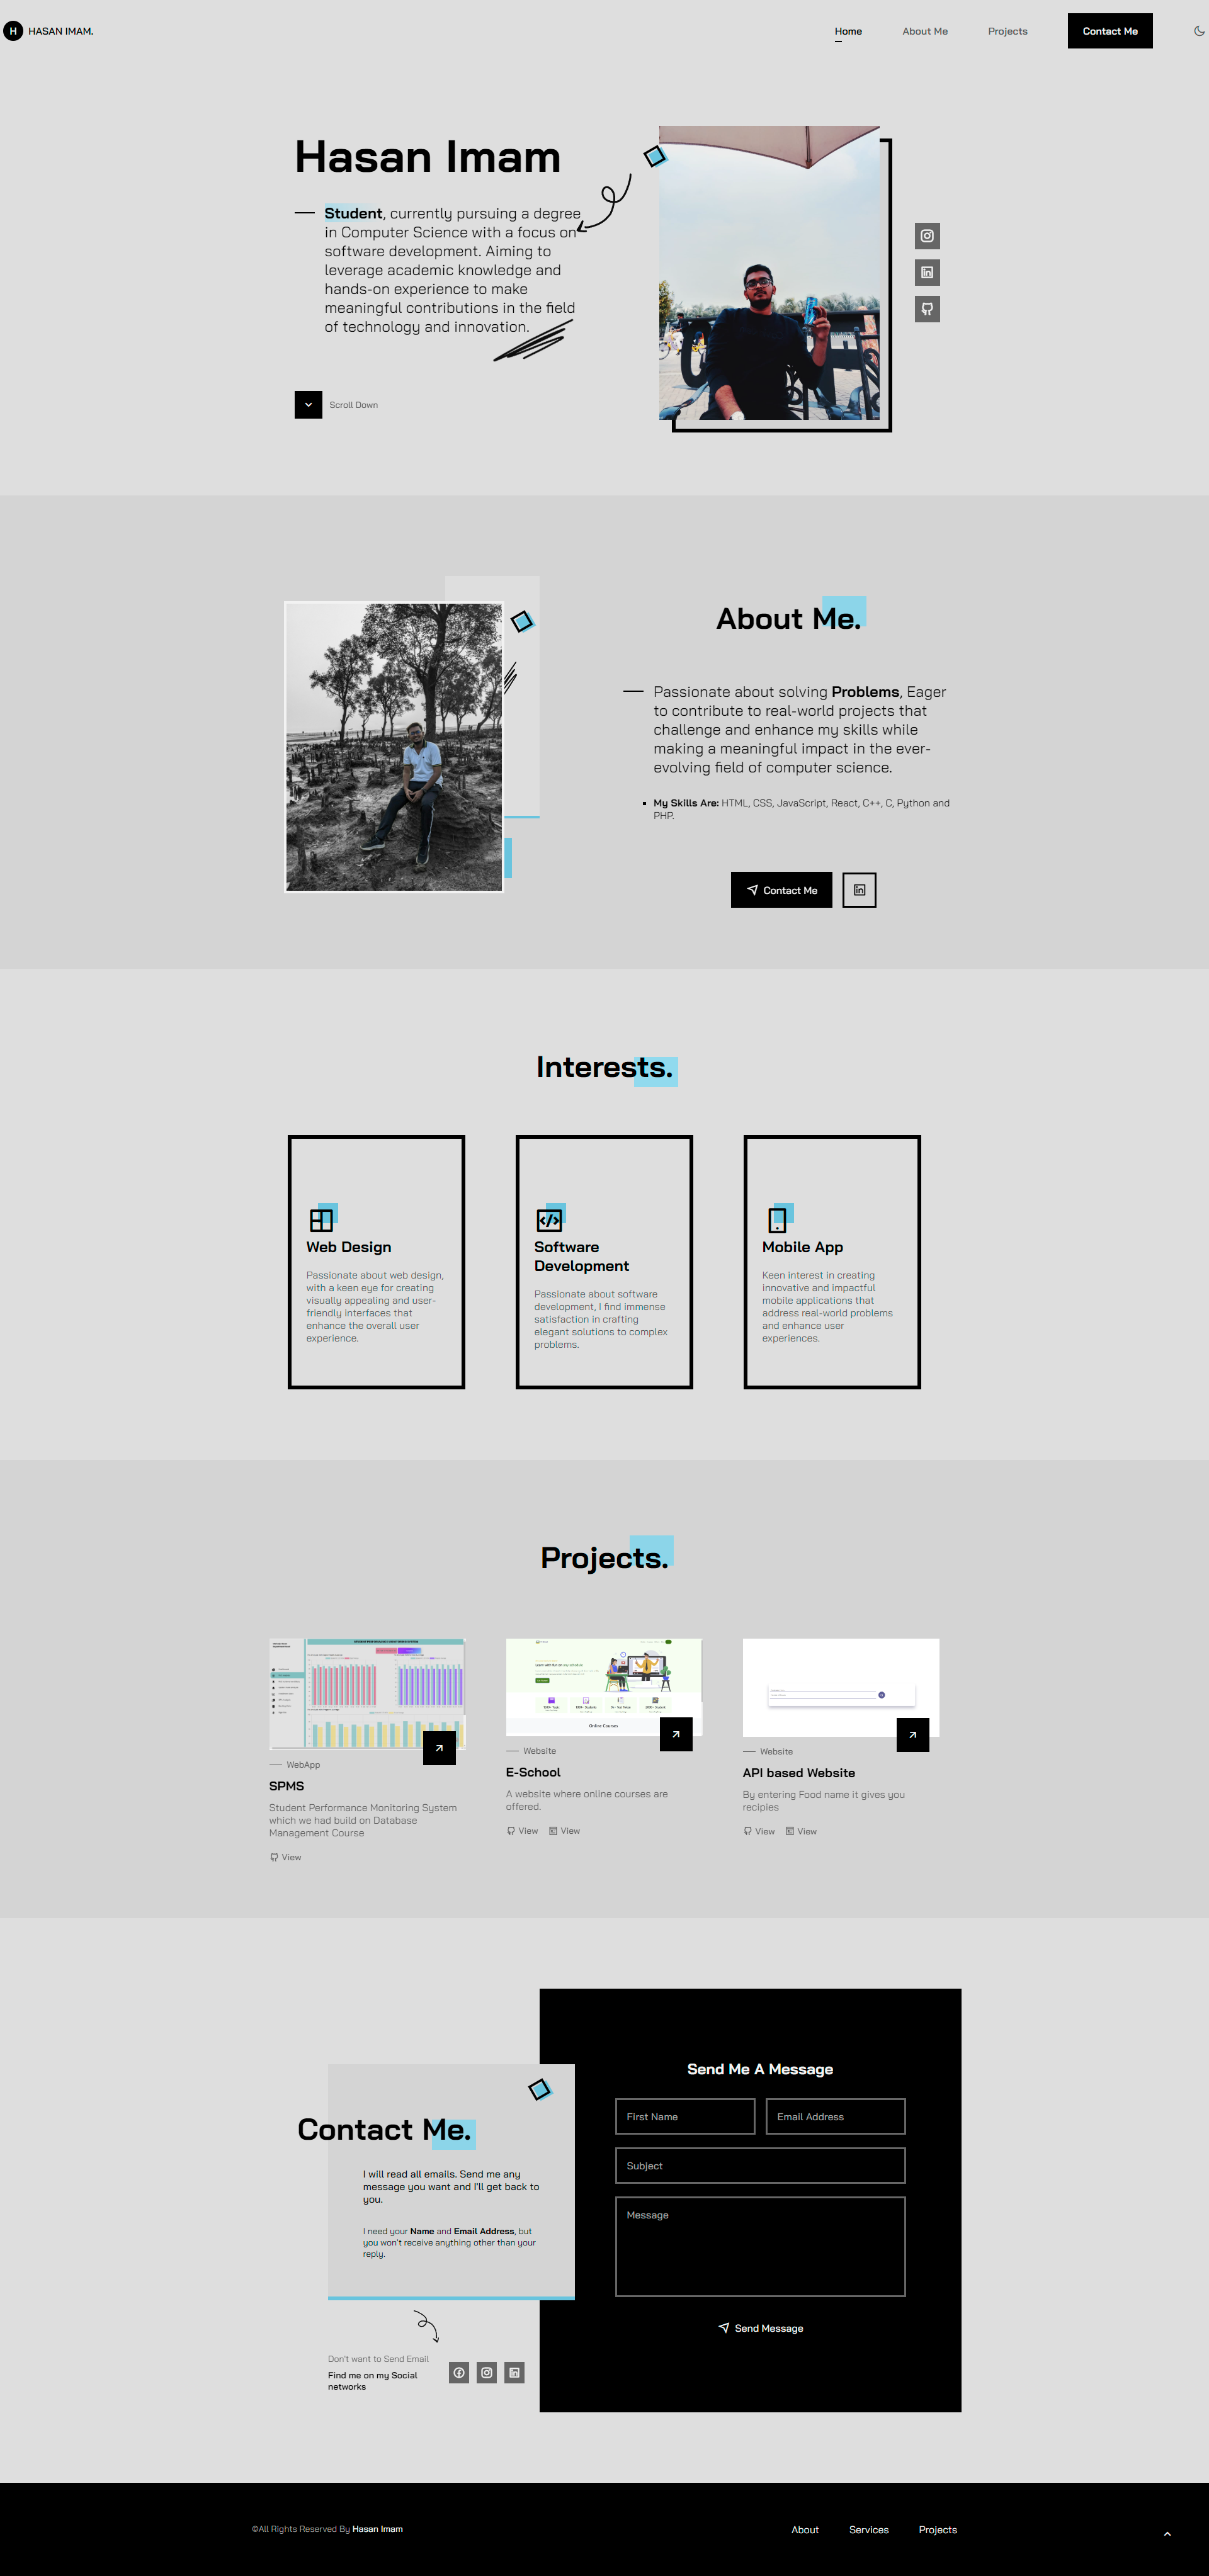 H HASAN IMAM.
Home
About Me
Projects
Contact Me
Hasan Imam
Student, currently pursuing a degree
in Computer Science with a focus on
software development. Aiming to
leverage academic knowledge and
hands-on experience to make
meaningful contributions in the field
of technology and innovation.
Scroll Down
About Me.
Passionate about solving Problems, Eager
to contribute to real-world projects that
challenge and enhance my skills while
making a meaningful impact in the ever-
evolving field of computer science.
My Skills Are: HTML, CSS, JavaScript, React, C++, C, Python and
PHP.
Contact Me
Interests.
Web Design
Passionate about web design,
with a keen eye for creating
visually appealing and user-
friendly interfaces that
enhance the overall user
experience.
Software
Development
Passionate about software
development, I find immense
satisfaction in crafting
elegant solutions to complex
problems.
Mobile App
Keen interest in creating
innovative and impactful
mobile applications that
address real-world problems
and enhance user
experiences.
Projects.
WebApp
SPMS
Student Performance Monitoring System
which we had build on Database
Management Course
View
Online Courses
Website
E-School
A website where online courses are
offered.
View
View
Website
API based Website
By entering Food name it gives you
recipies
View
View
Contact Me.
I will read all emails. Send me any
message you want and I'll get back to
you.
I need your Name and Email Address, but
you won't receive anything other than your
reply.
Don't want to Send Email
Find me on my Social
networks
Send Me A Message
First Name
Email Address
Subject
Message
Send Message
©All Rights Reserved By Hasan Imam
About
Services
Projects